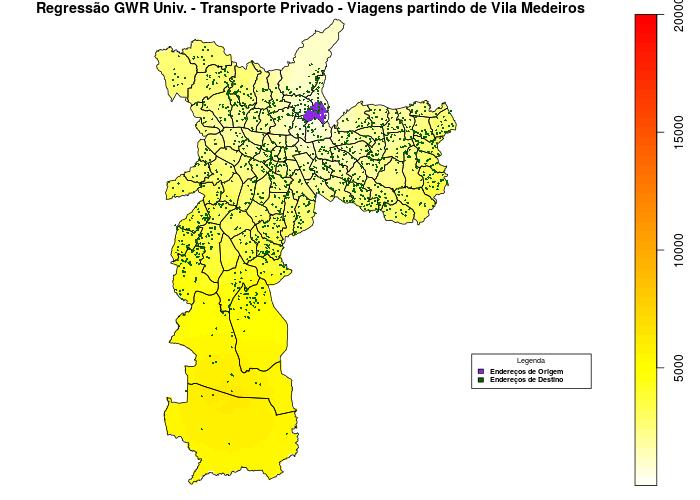 Regressão GWR Univ. - Transporte Privado - Viagens partindo de Vila Medeiros
20000
15000
10000
5000
Legenda
Endereços de Origem
Endereços de Destino